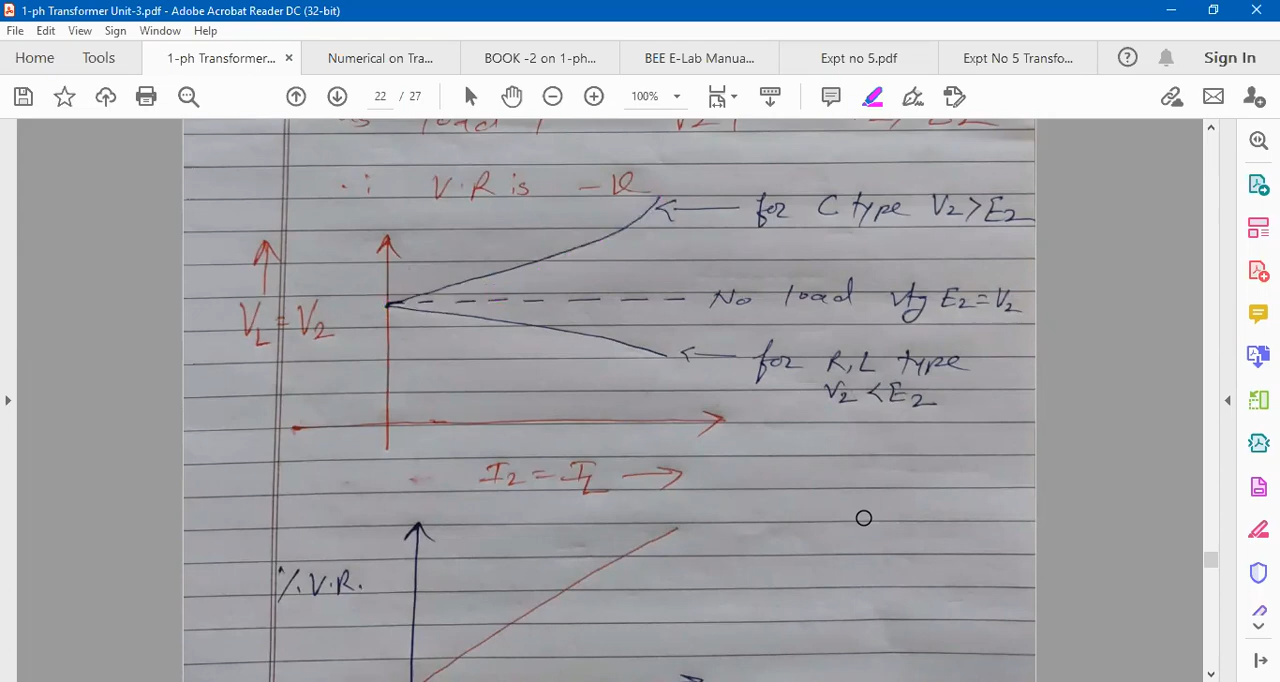 1-ph Transformer Unit-3.pdf - Adobe Acrobat Reader DC (32-bit)
File Edit View Sign Window Help
Home Tools 1-ph Transformer... × Numerical on Tra... BOOK -2 on 1-ph... BEE E-Lab Manua... Expt no 5.pdf Expt No 5 Transfo... Sign In
22 / 27 100%
load
∴ V.R is -ve
for C type V2 > E2
No load vtg E2 = V2
VL = V2
for R, L type
V2 < E2
I2 = IL
%V.R.